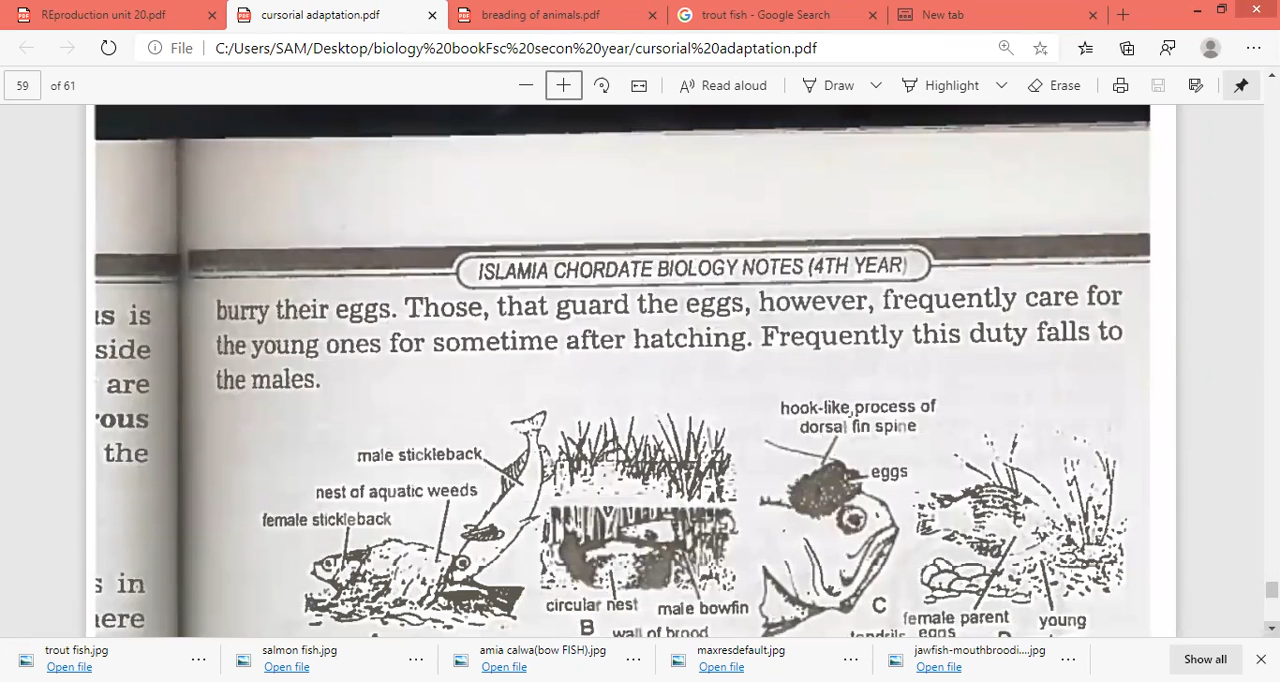 REproduction unit 20.pdf
cursorial adaptation.pdf
breading of animals.pdf
trout fish - Google Search
New tab
File
C:/Users/SAM/Desktop/biology%20bookFsc%20secon%20year/cursorial%20adaptation.pdf
59 of 61
Read aloud
Draw
Highlight
Erase
ISLAMIA CHORDATE BIOLOGY NOTES (4TH YEAR)
is is
side
are
rous
the
s in
burry their eggs. Those, that guard the eggs, however, frequently care for
the young ones for sometime after hatching. Frequently this duty falls to
the males.
male stickleback
nest of aquatic weeds
female stickleback
circular nest
male bowfin
B
wall of brood
hook-like, process of
dorsal fin spine
eggs
C
tendrils eggs
female parent
young
trout fish.jpg
Open file
salmon fish.jpg
Open file
amia calwa(bow FISH).jpg
Open file
maxresdefault.jpg
Open file
jawfish-mouthbroodi....jpg
Open file
Show all